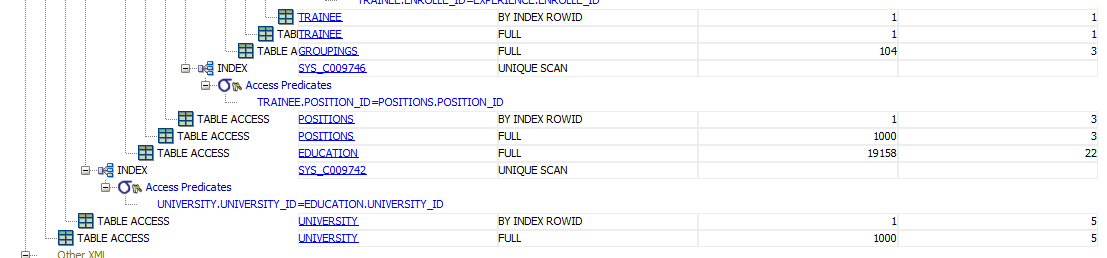 TRAINEE.ENROLLE_ID=EXPERIENCE.ENROLLE_ID
TRAINEE BY INDEX ROWID 1 1
TABL TRAINEE FULL 1 1
TABLE A GROUPINGS FULL 104 3
INDEX SYS_C009746 UNIQUE SCAN
Access Predicates
TRAINEE.POSITION_ID=POSITIONS.POSITION_ID
TABLE ACCESS POSITIONS BY INDEX ROWID 1 3
TABLE ACCESS POSITIONS FULL 1000 3
TABLE ACCESS EDUCATION FULL 19158 22
INDEX SYS_C009742 UNIQUE SCAN
Access Predicates
UNIVERSITY.UNIVERSITY_ID=EDUCATION.UNIVERSITY_ID
TABLE ACCESS UNIVERSITY BY INDEX ROWID 1 5
TABLE ACCESS UNIVERSITY FULL 1000 5
Other XML